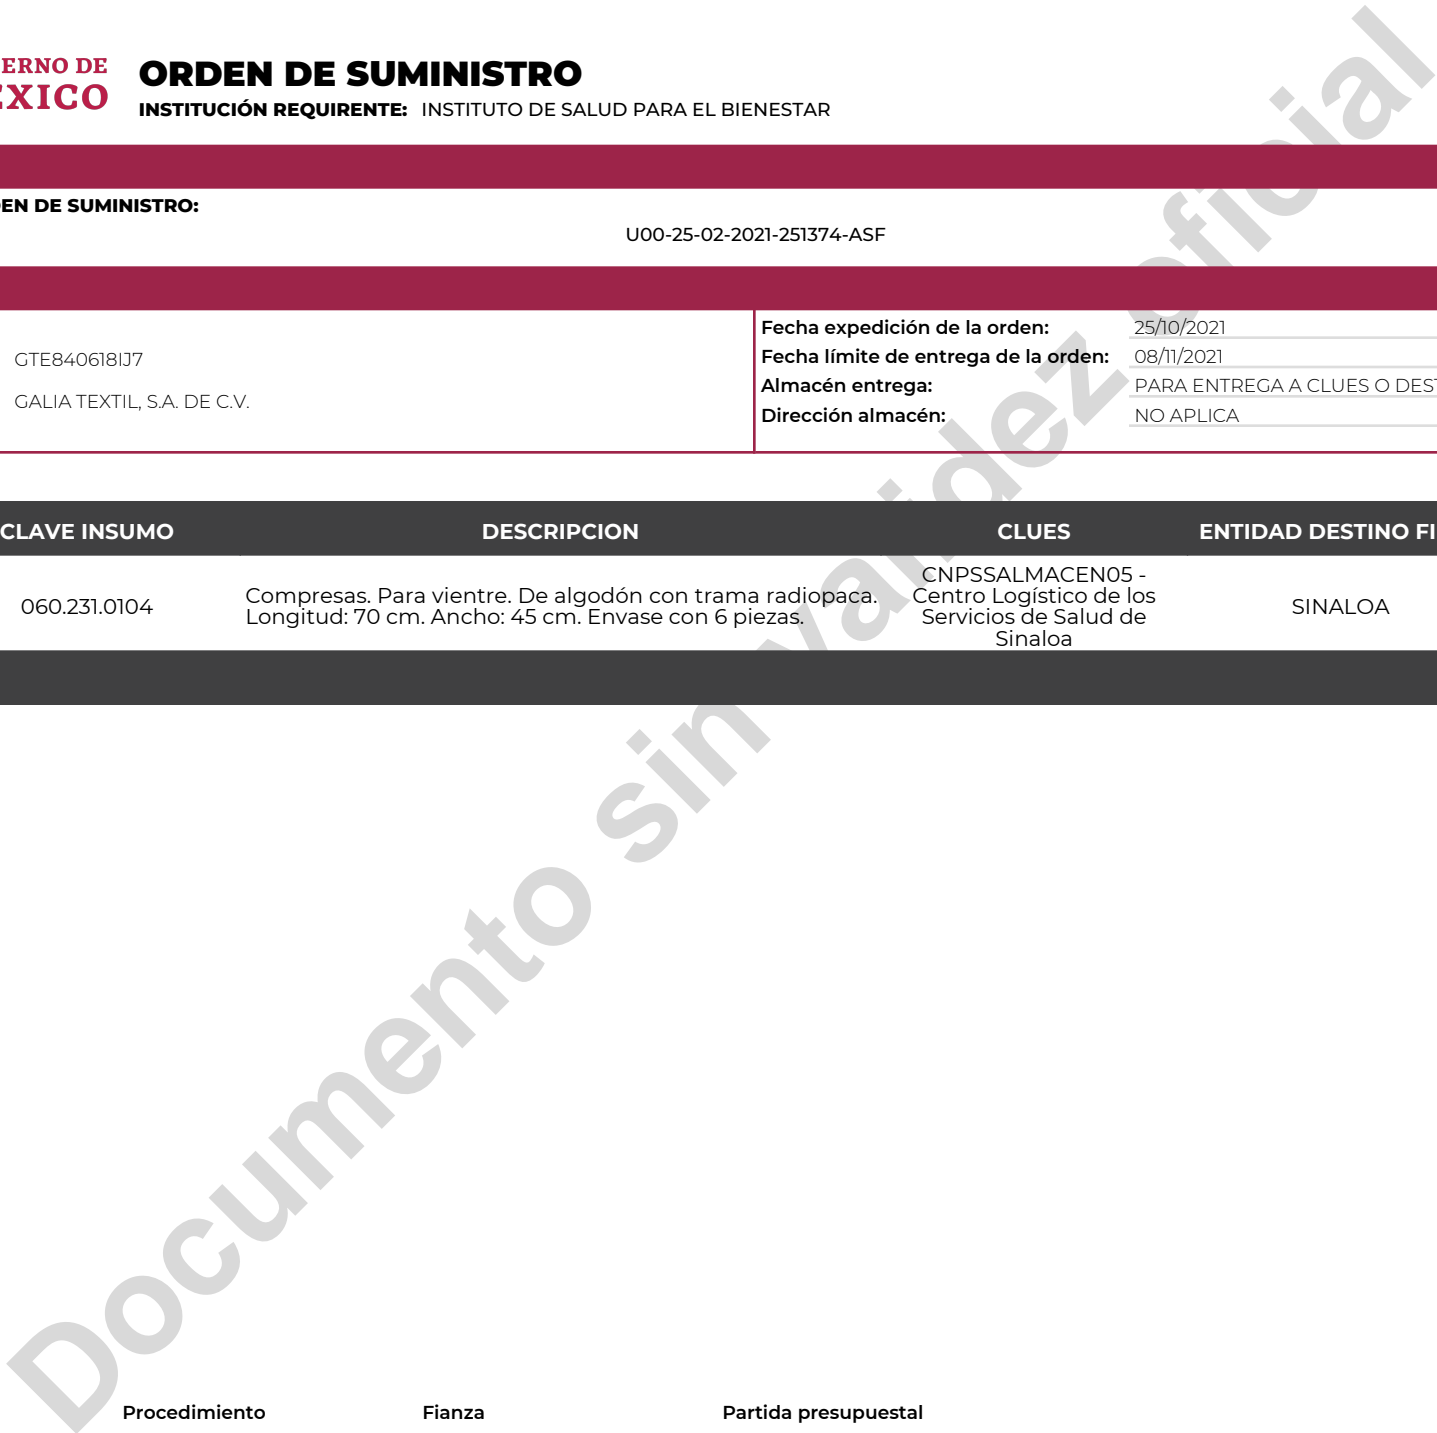 ERNO DE
EXICO
ORDEN DE SUMINISTRO
INSTITUCIÓN REQUIRENTE: INSTITUTO DE SALUD PARA EL BIENESTAR
EN DE SUMINISTRO:
U00-25-02-2021-251374-ASF
GTE840618IJ7
GALIA TEXTIL, S.A. DE C.V.
Fecha expedición de la orden: 25/10/2021
Fecha límite de entrega de la orden: 08/11/2021
Almacén entrega: PARA ENTREGA A CLUES O DEST
Dirección almacén: NO APLICA
CLAVE INSUMO DESCRIPCION CLUES ENTIDAD DESTINO FI
060.231.0104
Compresas. Para vientre. De algodón con trama radiopaca.
Longitud: 70 cm. Ancho: 45 cm. Envase con 6 piezas.
CNPSSALMACEN05 -
Centro Logístico de los
Servicios de Salud de
Sinaloa
SINALOA
Documento sin validez oficial
Procedimiento Fianza Partida presupuestal